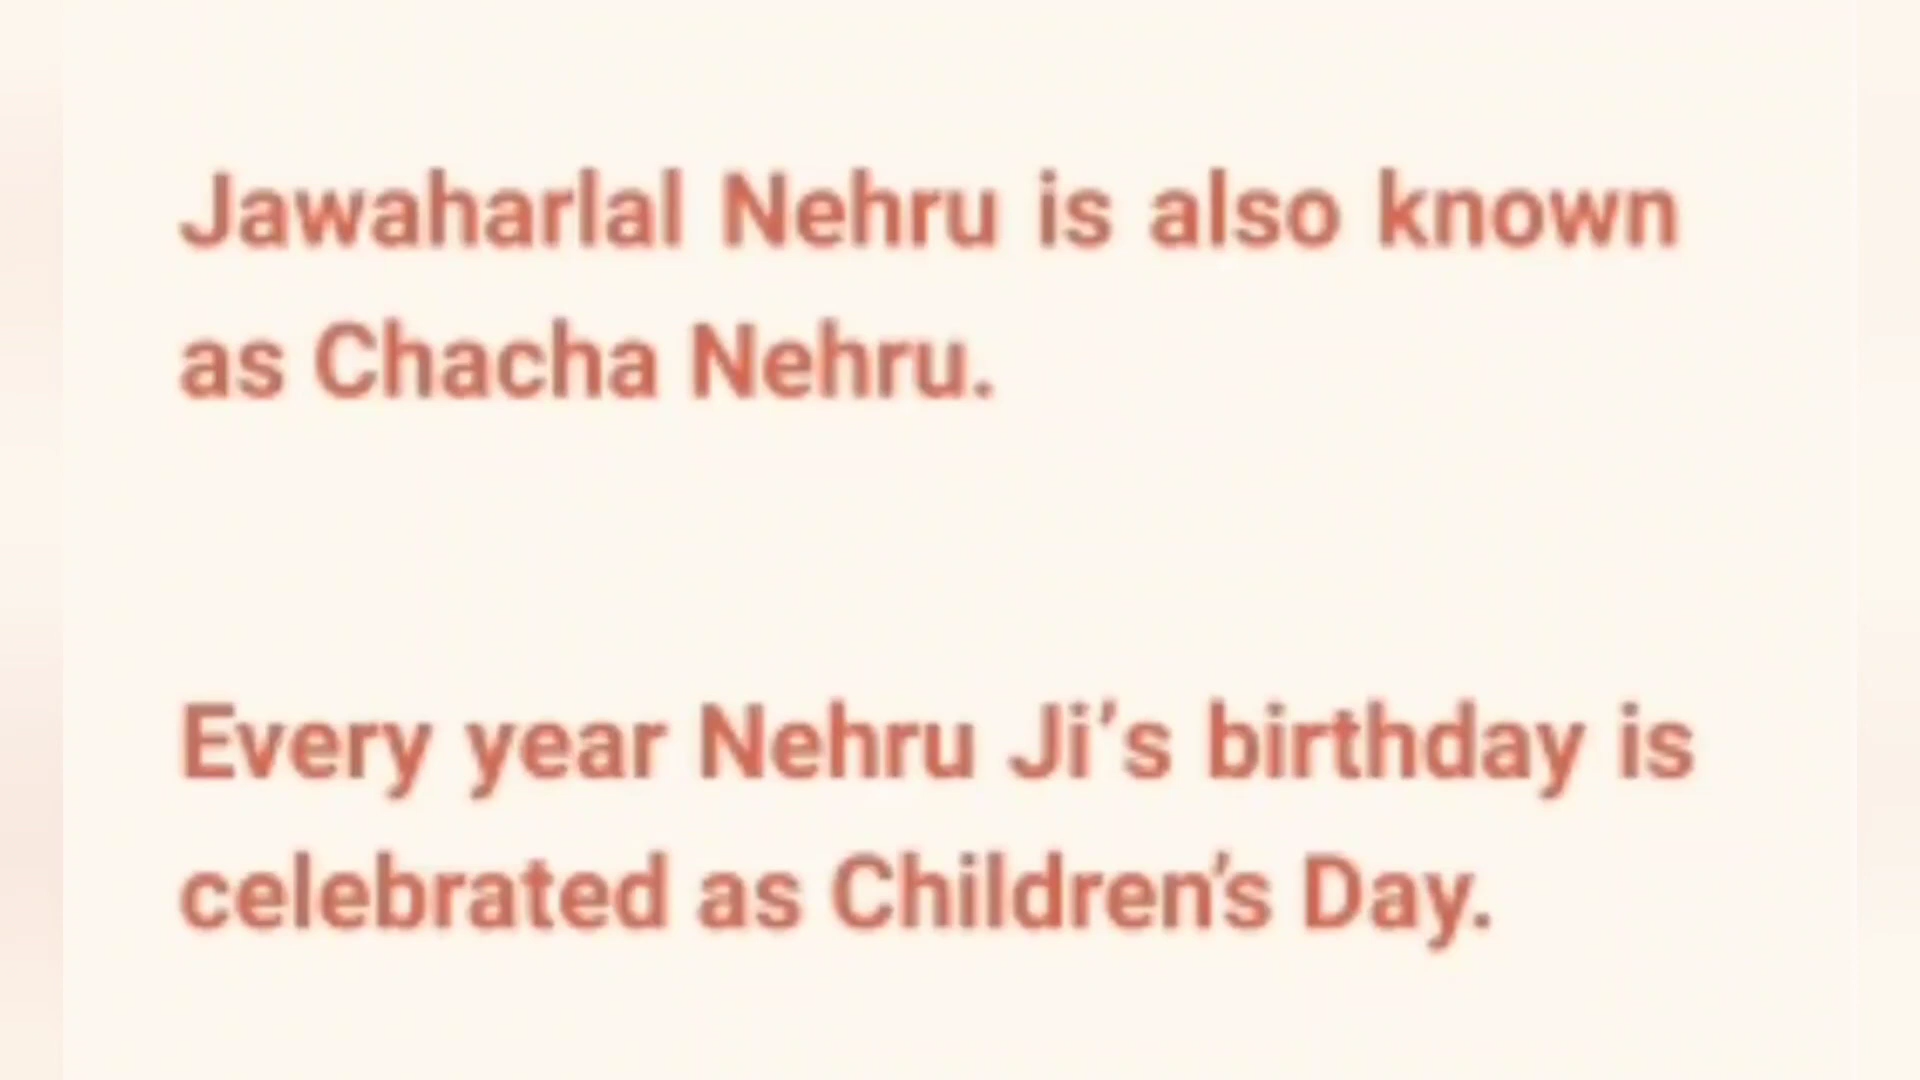 Jawaharlal Nehru is also known
as Chacha Nehru.
Every year Nehru Ji's birthday is
celebrated as Children's Day.